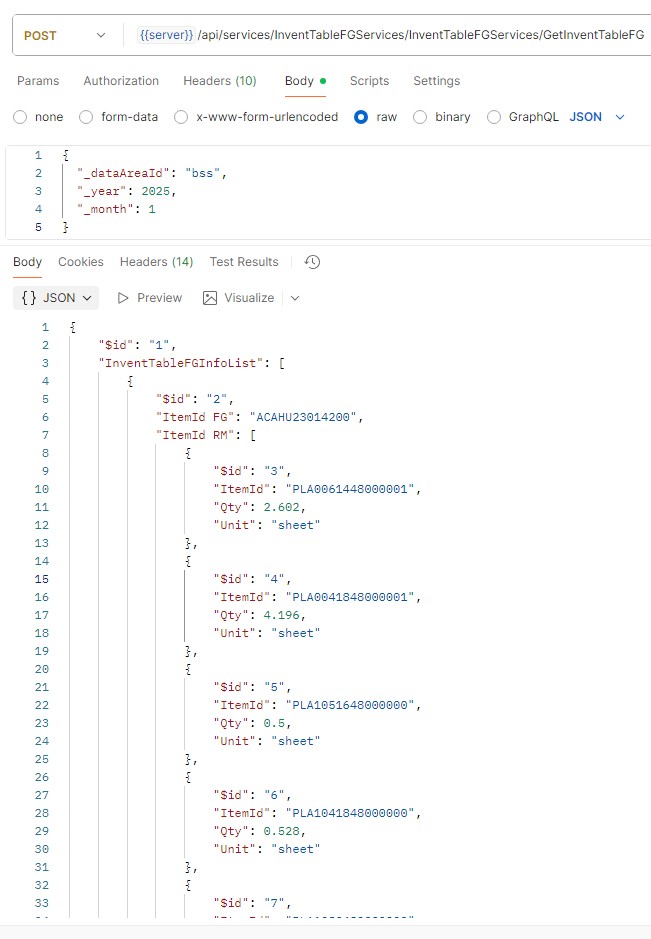 POST {{server}} /api/services/InventTableFGServices/InventTableFGServices/GetInventTableFG
Params Authorization Headers (10) Body Scripts Settings
none form-data x-www-form-urlencoded raw binary GraphQL JSON
1 {
2 "_dataAreaId": "bss",
3 "_year": 2025,
4 "_month": 1
5 }
Body Cookies Headers (14) Test Results
{} JSON Preview Visualize
1 {
2 "$id": "1",
3 "InventTableFGInfoList": [
4 {
5 "$id": "2",
6 "ItemId FG": "ACAHU23014200",
7 "ItemId RM": [
8 {
9 "$id": "3",
10 "ItemId": "PLA0061448000001",
11 "Qty": 2.602,
12 "Unit": "sheet"
13 },
14 {
15 "$id": "4",
16 "ItemId": "PLA0041848000001",
17 "Qty": 4.196,
18 "Unit": "sheet"
19 },
20 {
21 "$id": "5",
22 "ItemId": "PLA1051648000000",
23 "Qty": 0.5,
24 "Unit": "sheet"
25 },
26 {
27 "$id": "6",
28 "ItemId": "PLA1041848000000",
29 "Qty": 0.528,
30 "Unit": "sheet"
31 },
32 {
33 "$id": "7",